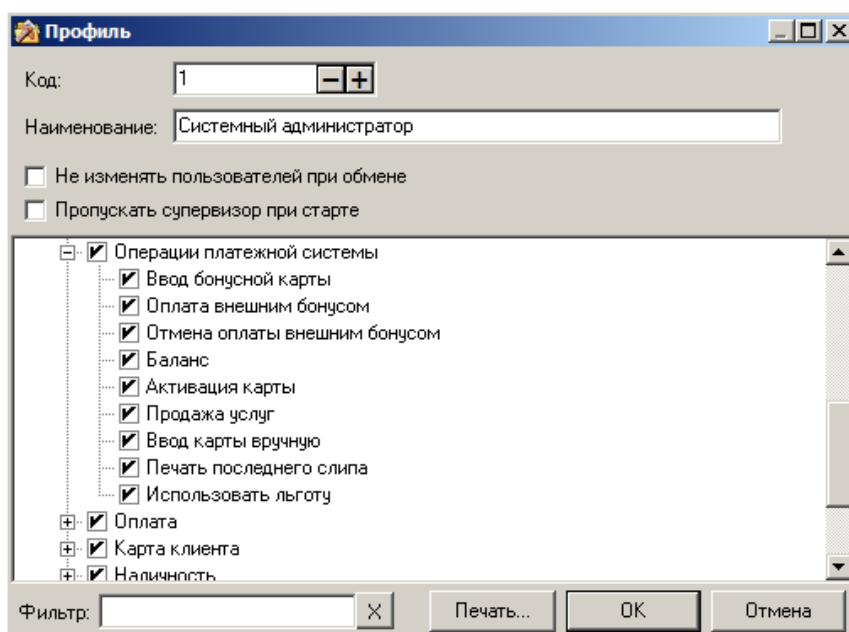 Профиль
Код: 1
Наименование: Системный администратор
Не изменять пользователей при обмене
Пропускать супервизор при старте
Операции платежной системы
Ввод бонусной карты
Оплата внешним бонусом
Отмена оплаты внешним бонусом
Баланс
Активация карты
Продажа услуг
Ввод карты вручную
Печать последнего слипа
Использовать льготу
Оплата
Карта клиента
Наличность
Фильтр: X Печать... OK Отмена